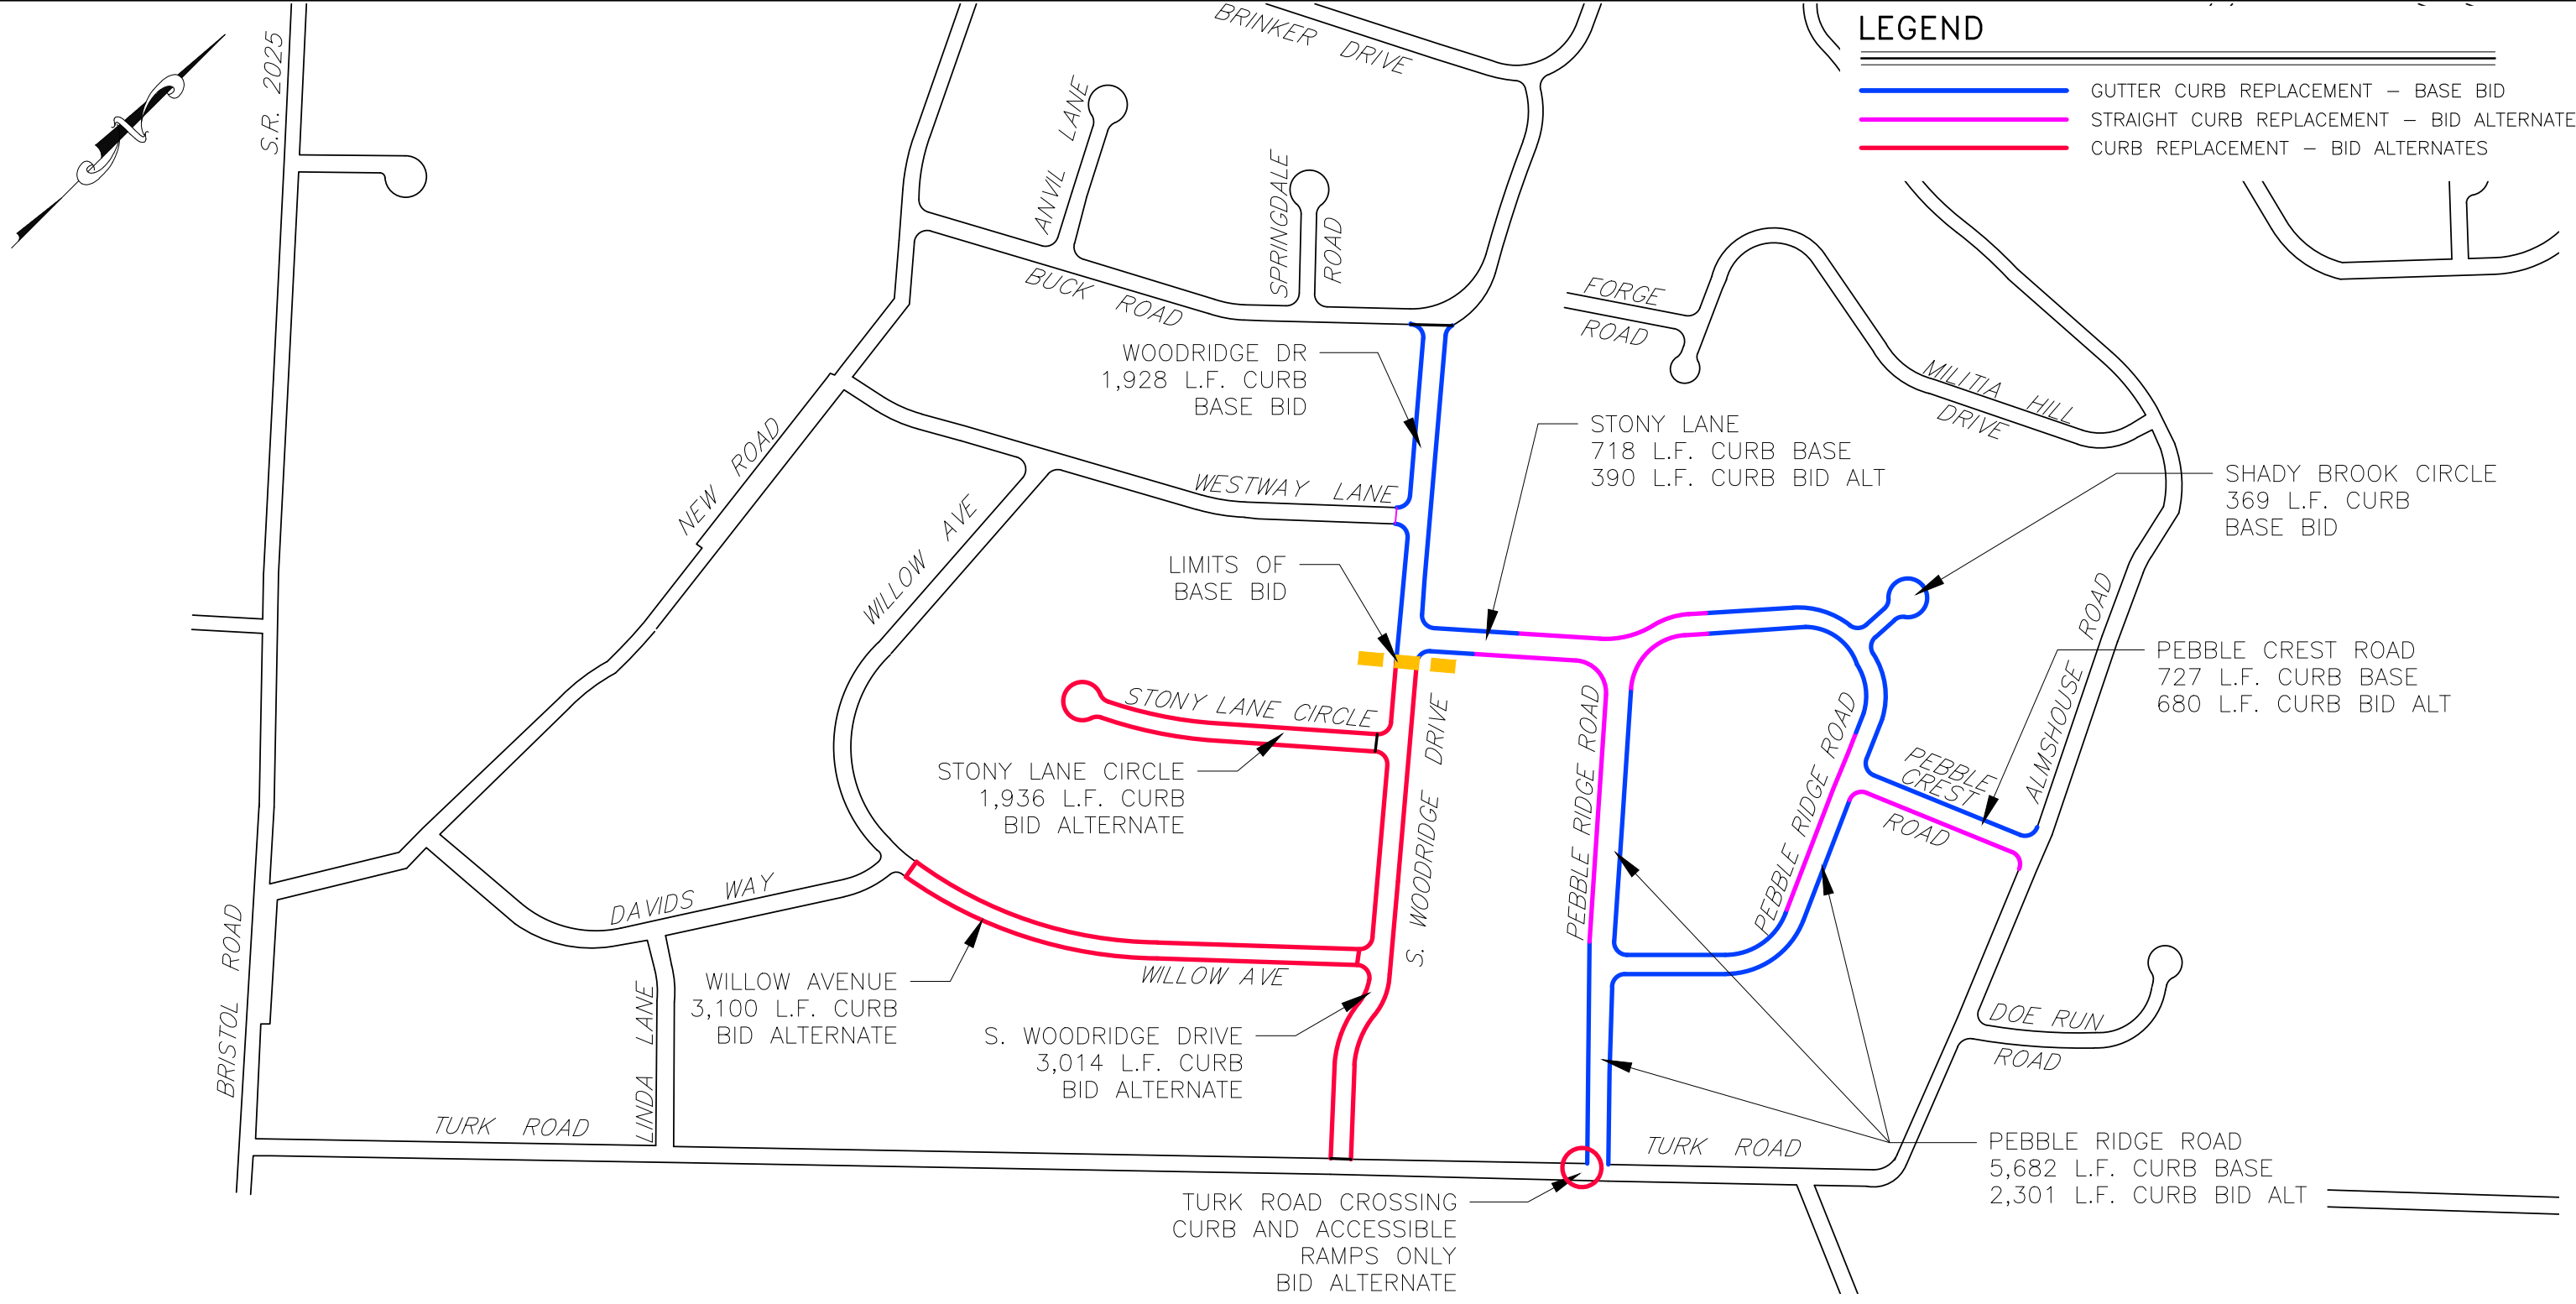 LEGEND
GUTTER CURB REPLACEMENT – BASE BID
STRAIGHT CURB REPLACEMENT – BID ALTERNATE
CURB REPLACEMENT – BID ALTERNATES
S.R. 2025
BRINKER DRIVE
ANVIL LANE
SPRINGDALE
ROAD
BUCK ROAD
FORGE
ROAD
MILITIA HILL
DRIVE
WOODRIDGE DR
1,928 L.F. CURB
BASE BID
STONY LANE
718 L.F. CURB BASE
390 L.F. CURB BID ALT
SHADY BROOK CIRCLE
369 L.F. CURB
BASE BID
NEW ROAD
WESTWAY LANE
WILLOW AVE
LIMITS OF
BASE BID
ALMSHOUSE ROAD
PEBBLE CREST ROAD
727 L.F. CURB BASE
680 L.F. CURB BID ALT
STONY LANE CIRCLE
STONY LANE CIRCLE
1,936 L.F. CURB
BID ALTERNATE
S. WOODRIDGE DRIVE
PEBBLE RIDGE ROAD
PEBBLE RIDGE ROAD
PEBBLE
CREST
ROAD
DAVIDS WAY
BRISTOL ROAD
LINDA LANE
WILLOW AVE
WILLOW AVENUE
3,100 L.F. CURB
BID ALTERNATE
S. WOODRIDGE DRIVE
3,014 L.F. CURB
BID ALTERNATE
DOE RUN
ROAD
TURK ROAD
TURK ROAD
PEBBLE RIDGE ROAD
5,682 L.F. CURB BASE
2,301 L.F. CURB BID ALT
TURK ROAD CROSSING
CURB AND ACCESSIBLE
RAMPS ONLY
BID ALTERNATE